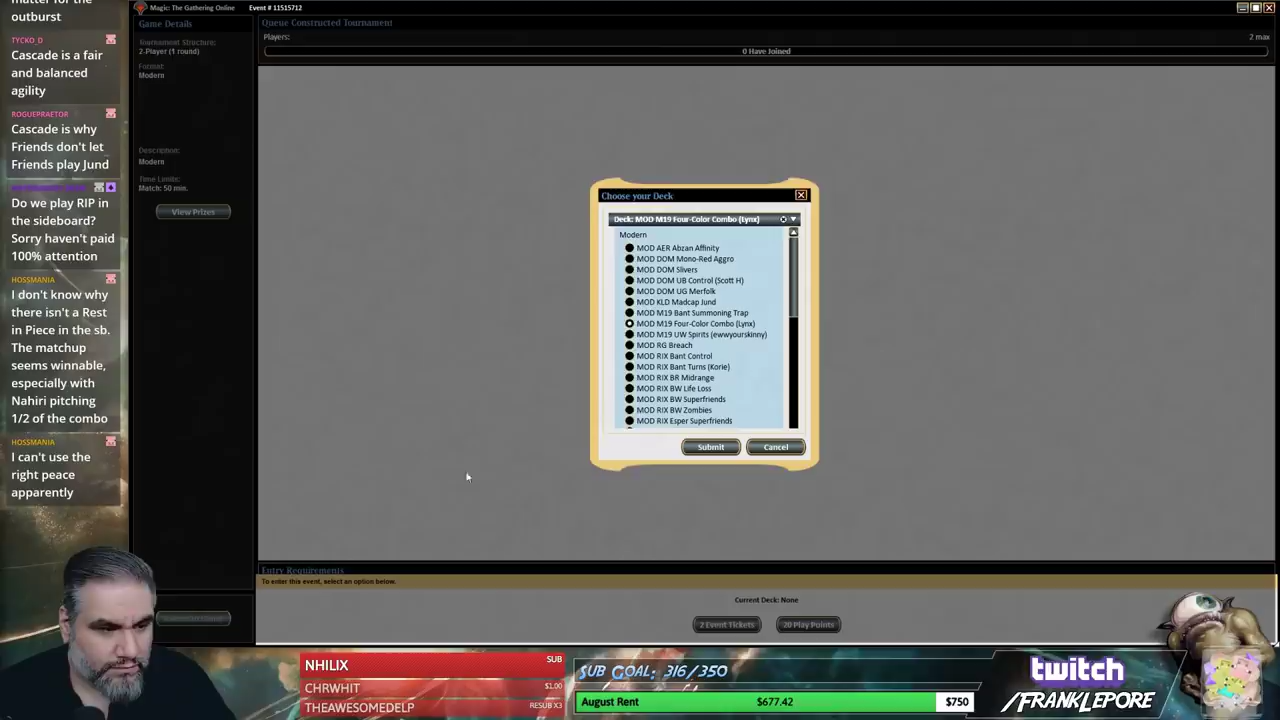 Magic: The Gathering Online
Event # 11515712
matter for the
outburst
TYCKO_D
Cascade is a fair
and balanced
agility
ROGUEPRAETOR
Cascade is why
Friends don't let
Friends play Jund
Do we play RIP in
the sideboard?
Sorry haven't paid
100% attention
HOSSMANIA
I don't know why
there isn't a Rest
in Piece in the sb.
The matchup
seems winnable,
especially with
Nahiri pitching
1/2 of the combo
HOSSMANIA
I can't use the
right peace
apparently
Game Details
Tournament Structure:
2-Player (1 round)
Format:
Modern
Description:
Modern
Time Limits:
Match: 50 min.
View Prizes
Queue Constructed Tournament
Players:
2 max
0 Have Joined
Choose your Deck
Deck: MOD M19 Four-Color Combo (Lynx)
Modern
MOD AER Abzan Affinity
MOD DOM Mono-Red Aggro
MOD DOM Slivers
MOD DOM UB Control (Scott H)
MOD DOM UG Merfolk
MOD KLD Madcap Jund
MOD M19 Bant Summoning Trap
MOD M19 Four-Color Combo (Lynx)
MOD M19 UW Spirits (ewwyourskinny)
MOD RG Breach
MOD RIX Bant Control
MOD RIX Bant Turns (Korie)
MOD RIX BR Midrange
MOD RIX BW Life Loss
MOD RIX BW Superfriends
MOD RIX BW Zombies
MOD RIX Esper Superfriends
Submit
Cancel
Entry Requirements
To enter this event, select an option below.
Current Deck: None
2 Event Tickets
20 Play Points
NHILIX
SUB
CHRWHIT
$1.00
THEAWESOMEDELP
RESUB X3
SUB GOAL: 316/350
August Rent
$677.42
$750
twitch
/FRANKLEPORE